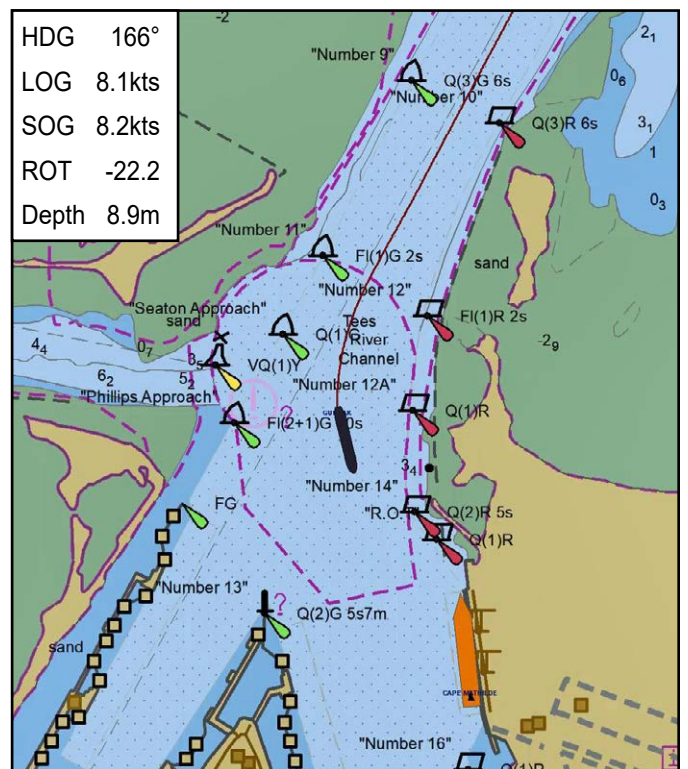 HDG 166°
LOG 8.1kts
SOG 8.2kts
ROT -22.2
Depth 8.9m
-2
"Number 9"
Q(3)G 6s
"Number 10"
Q(3)R 6s
2₁
0₆
3₁
1
0₃
"Number 11"
Fl(1)G 2s
sand
"Number 12"
"Seaton Approach"
sand
Q(1)G
Tees
River
Channel
Fl(1)R 2s
-2₉
4₄
0₇
3₅
VQ(1)Y
6₂
5₂
"Number 12A"
"Phillips Approach"
?
Fl(2+1)G 10s
Q(1)R
3₄
"Number 14"
FG
"R.O.
Q(2)R 5s
Q(1)R
"Number 13"
?
Q(2)G 5s7m
sand
CAPE MATHILDE
"Number 16"
Q(1)R